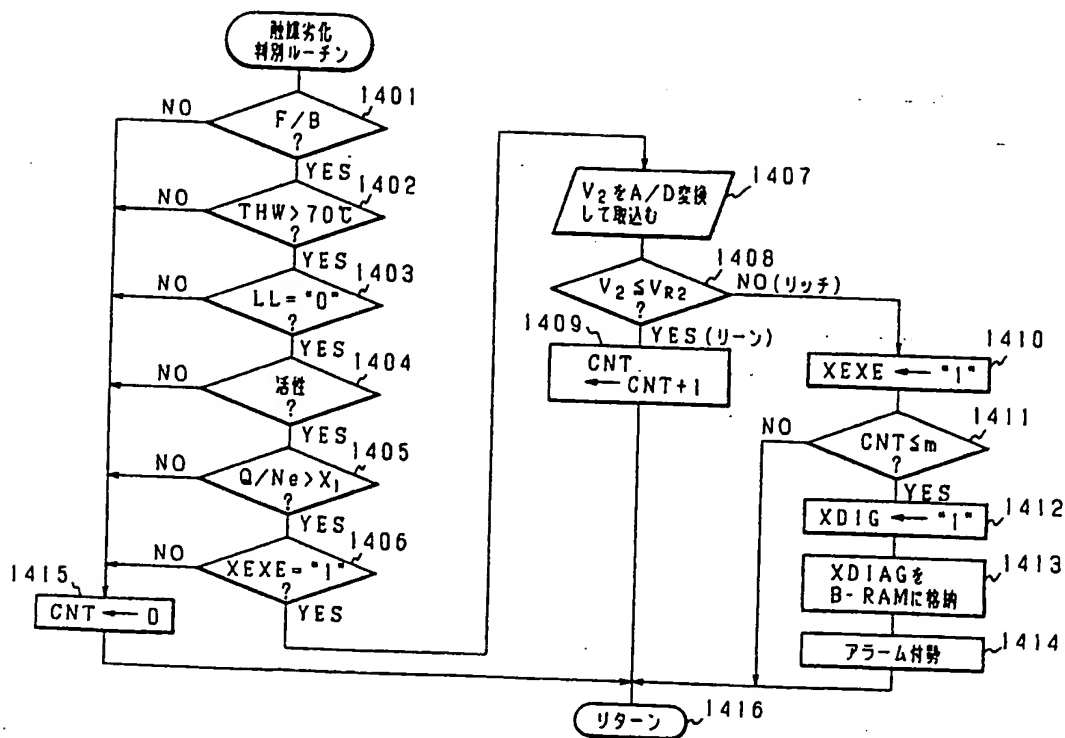 触媒劣化
判別ルーチン
1401
NO
F/B
?
YES
1402
NO
THW>70℃
?
YES
1403
NO
LL="0"
?
YES
1404
NO
活性
?
YES
1405
NO
Q/Ne>X1
?
YES
1406
NO
XEXE="1"
?
YES
1415
CNT ← 0
1407
V2をA/D変換
して取込む
1408
V2≦VR2
?
NO(リッチ)
YES(リーン)
1409
CNT
← CNT+1
1410
XEXE ← "1"
1411
NO
CNT≦m
?
YES
XDIG ← "1"
1412
1413
XDIAGを
B-RAMに格納
アラーム付勢
1414
リターン
1416